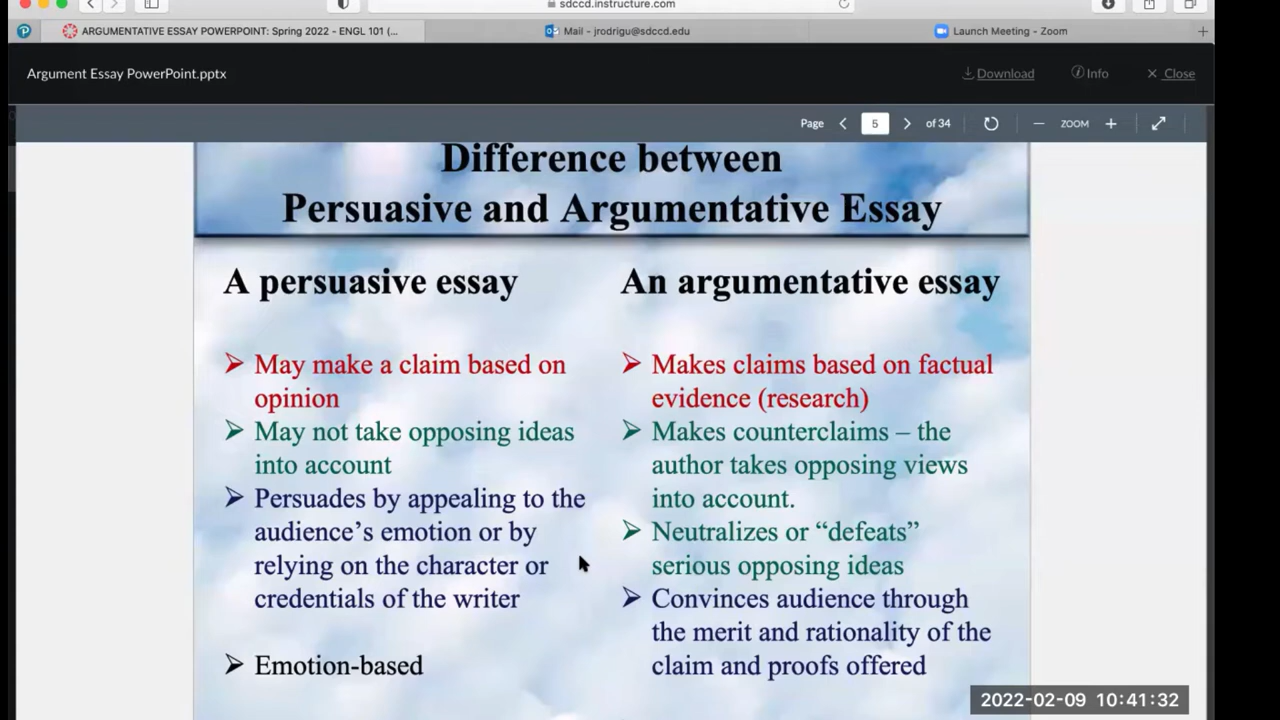 sdccd.instructure.com
ARGUMENTATIVE ESSAY POWERPOINT: Spring 2022 - ENGL 101 (...
Mail - jrodrigu@sdccd.edu
Launch Meeting - Zoom
Argument Essay PowerPoint.pptx
Download
Info
Close
Page
5
of 34
ZOOM
Difference between
Persuasive and Argumentative Essay
A persuasive essay
May make a claim based on
opinion
May not take opposing ideas
into account
Persuades by appealing to the
audience’s emotion or by
relying on the character or
credentials of the writer
Emotion-based
An argumentative essay
Makes claims based on factual
evidence (research)
Makes counterclaims – the
author takes opposing views
into account.
Neutralizes or “defeats”
serious opposing ideas
Convinces audience through
the merit and rationality of the
claim and proofs offered
2022-02-09 10:41:32